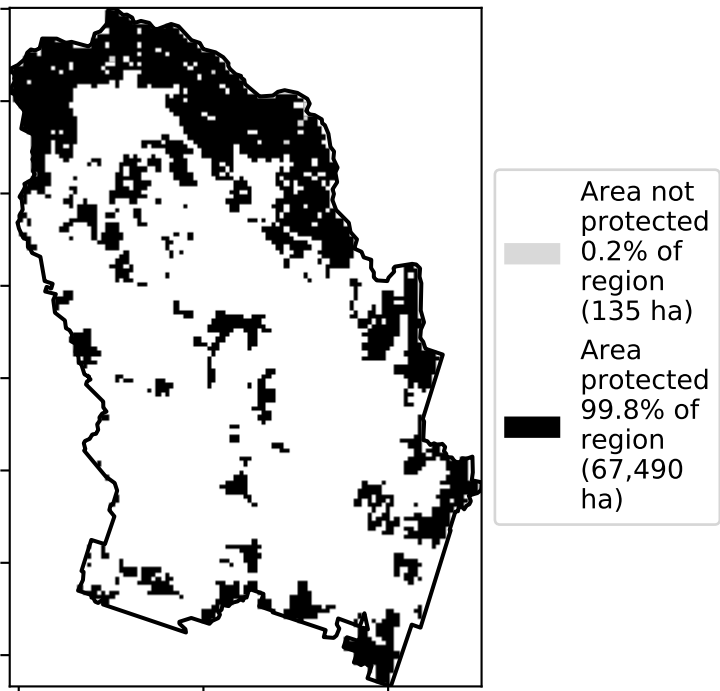 Area not
protected
0.2% of
region
(135 ha)
Area
protected
99.8% of
region
(67,490
ha)